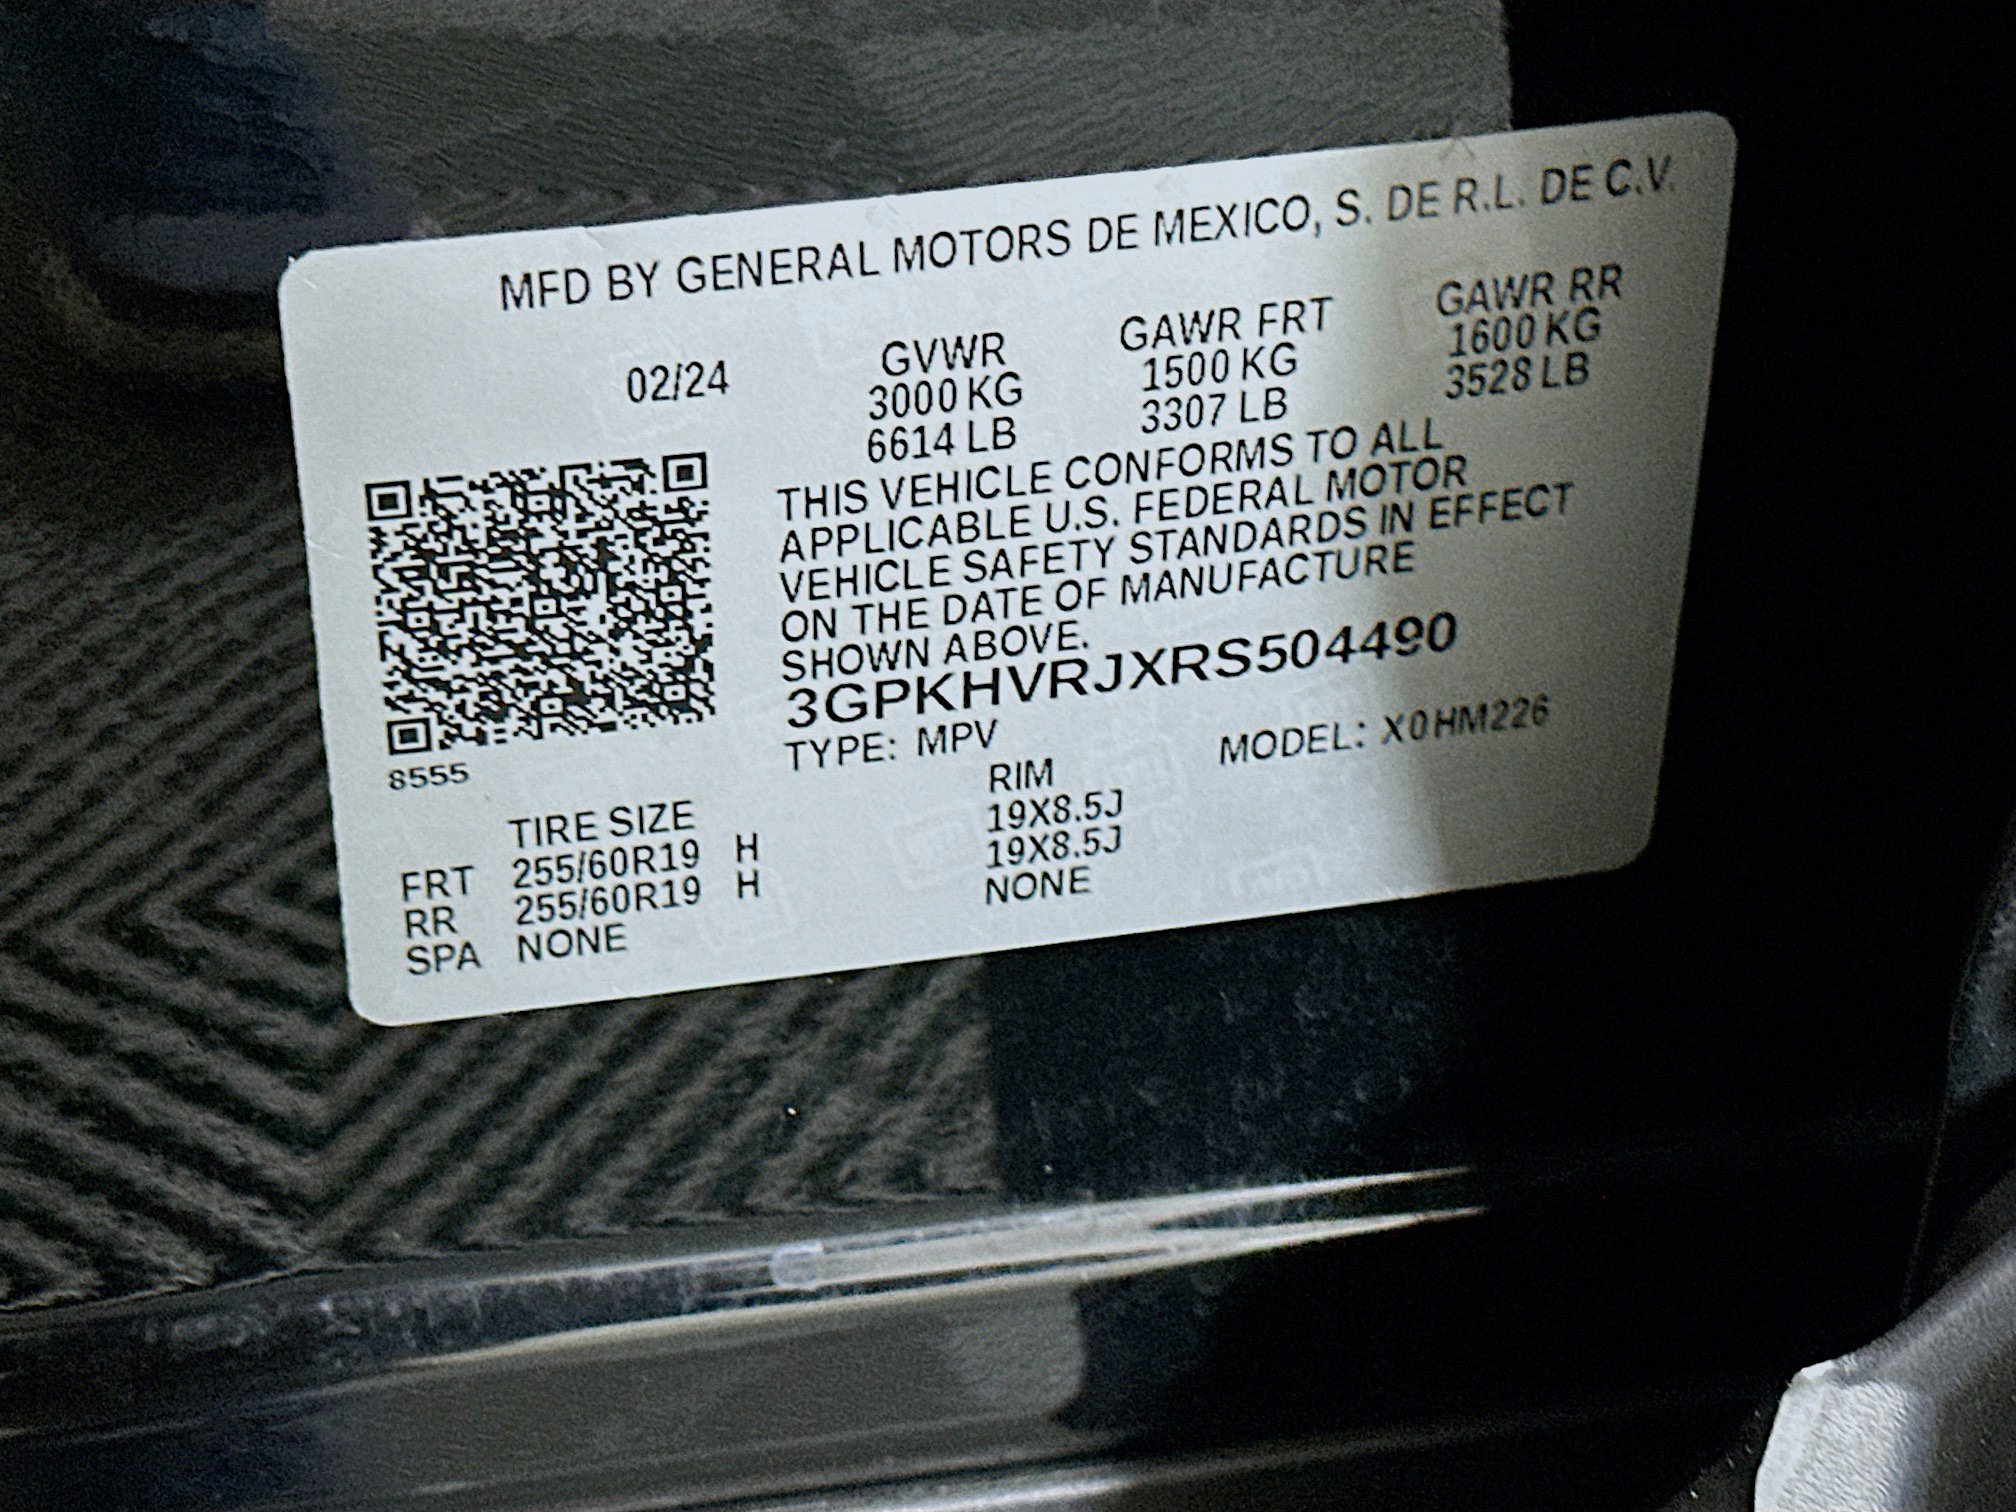 MFD BY GENERAL MOTORS DE MEXICO, S. DE R.L. DE C.V.
02/24 GVWR GAWR FRT GAWR RR
3000 KG 1500 KG 1600 KG
6614 LB 3307 LB 3528 LB
THIS VEHICLE CONFORMS TO ALL
APPLICABLE U.S. FEDERAL MOTOR
VEHICLE SAFETY STANDARDS IN EFFECT
ON THE DATE OF MANUFACTURE
SHOWN ABOVE.
3GPKHVRJXRS504490
TYPE: MPV MODEL: X0HM226
8555
TIRE SIZE RIM
FRT 255/60R19 H 19X8.5J
RR 255/60R19 H 19X8.5J
SPA NONE NONE